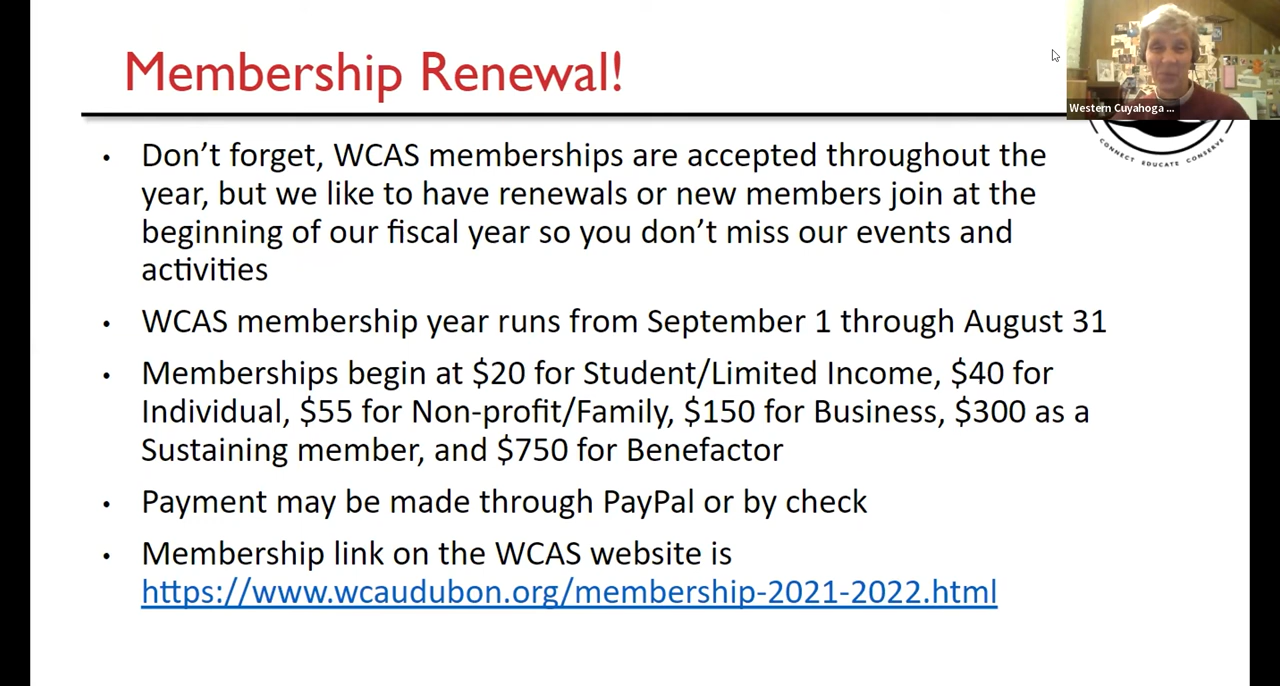 Membership Renewal!
Western Cuyahoga ...
CONNECT EDUCATE CONSERVE
• Don’t forget, WCAS memberships are accepted throughout the
year, but we like to have renewals or new members join at the
beginning of our fiscal year so you don’t miss our events and
activities
• WCAS membership year runs from September 1 through August 31
• Memberships begin at $20 for Student/Limited Income, $40 for
Individual, $55 for Non-profit/Family, $150 for Business, $300 as a
Sustaining member, and $750 for Benefactor
• Payment may be made through PayPal or by check
• Membership link on the WCAS website is
https://www.wcaudubon.org/membership-2021-2022.html